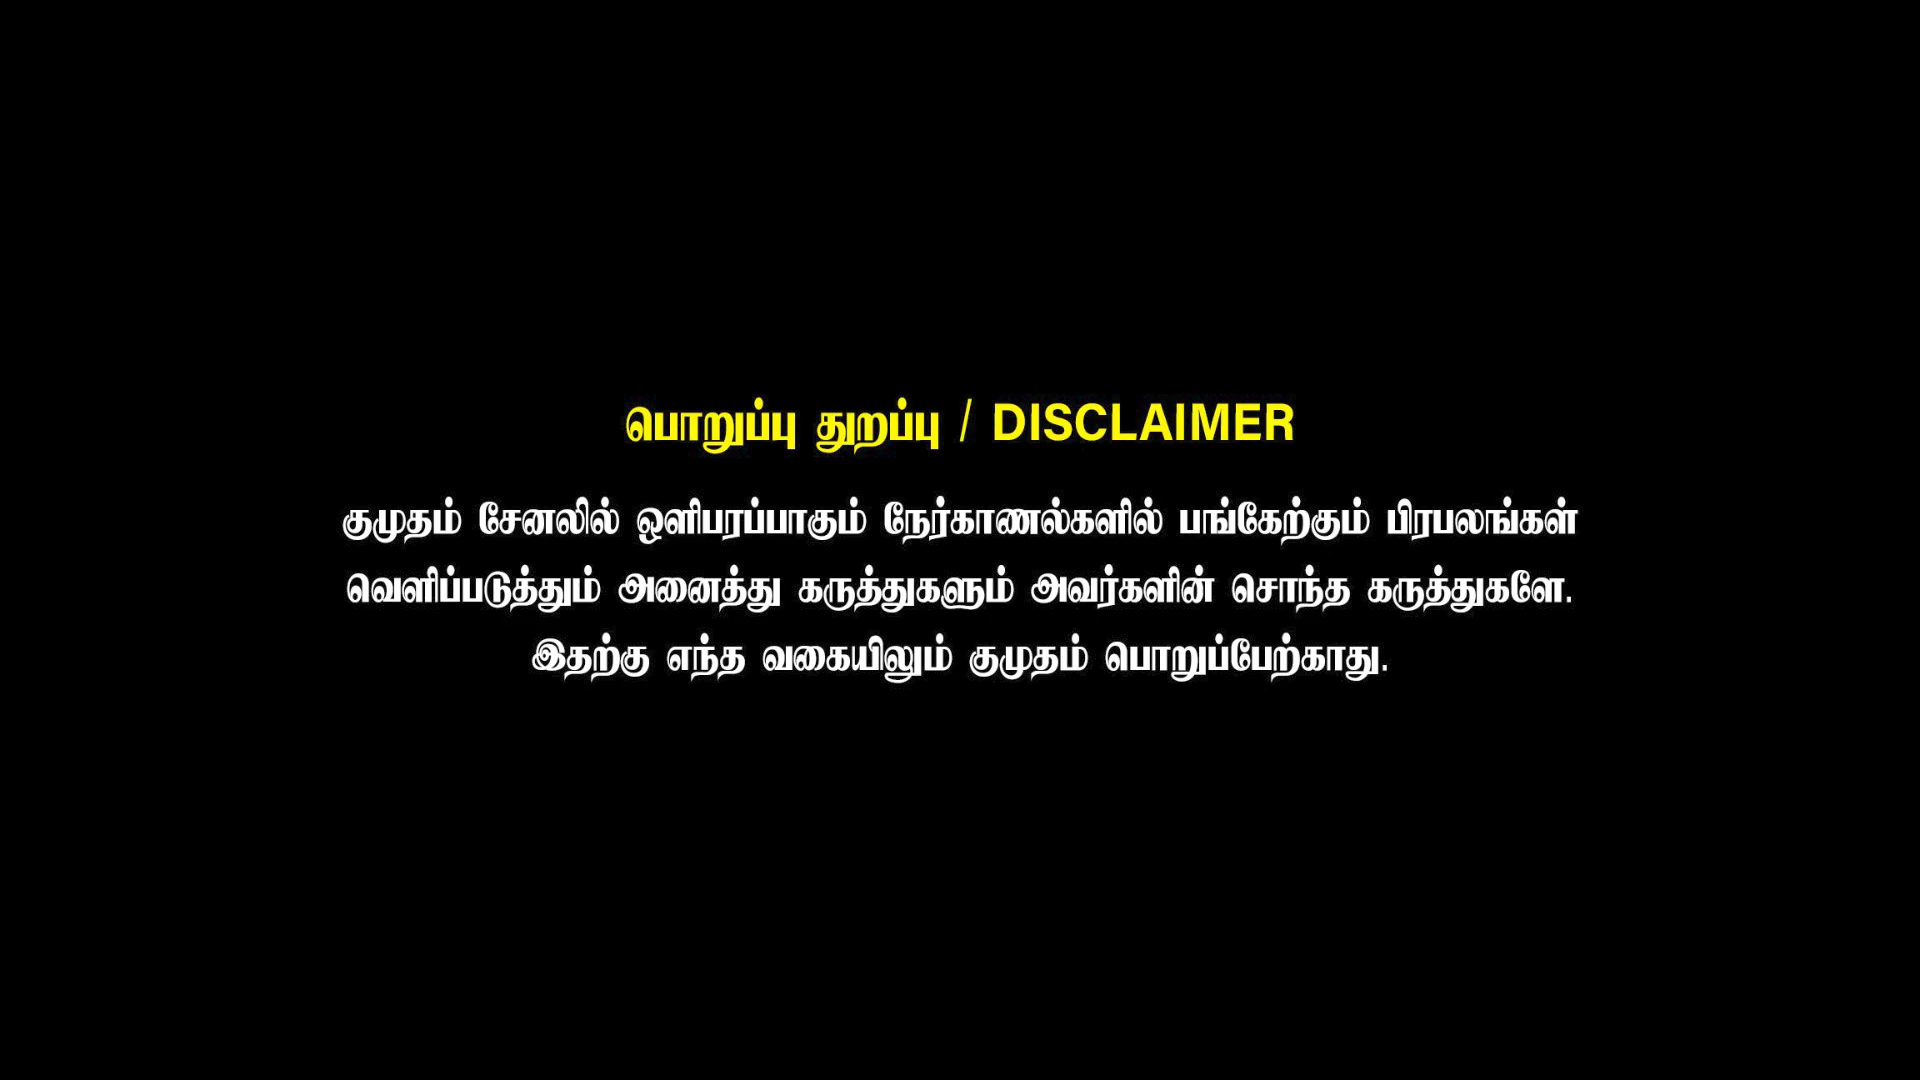 பொறுப்பு துறப்பு / DISCLAIMER
குமுதம் சேனலில் ஒளிபரப்பாகும் நேர்காணல்களில் பங்கேற்கும் பிரபலங்கள்
வெளிப்படுத்தும் அனைத்து கருத்துகளும் அவர்களின் சொந்த கருத்துகளே.
இதற்கு எந்த வகையிலும் குமுதம் பொறுப்பேற்காது.